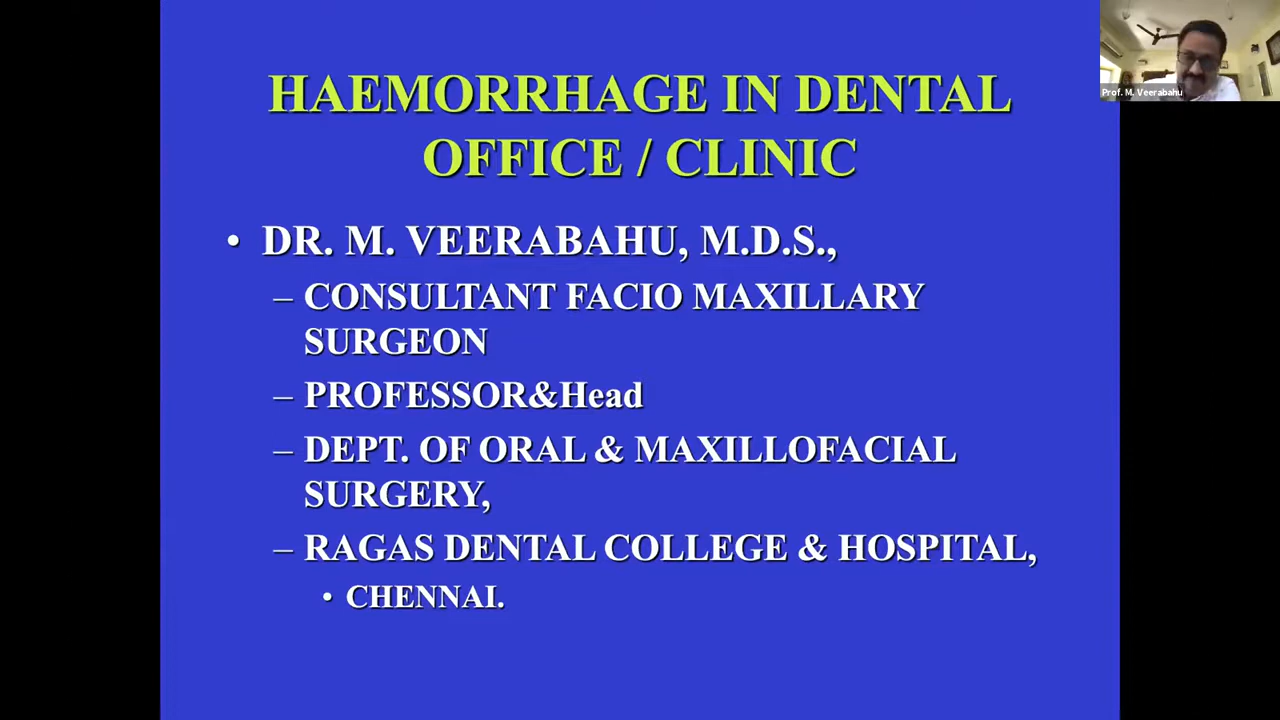 HAEMORRHAGE IN DENTAL
OFFICE / CLINIC
• DR. M. VEERABAHU, M.D.S.,
– CONSULTANT FACIO MAXILLARY
SURGEON
– PROFESSOR&Head
– DEPT. OF ORAL & MAXILLOFACIAL
SURGERY,
– RAGAS DENTAL COLLEGE & HOSPITAL,
• CHENNAI.
Prof. M. Veerabahu